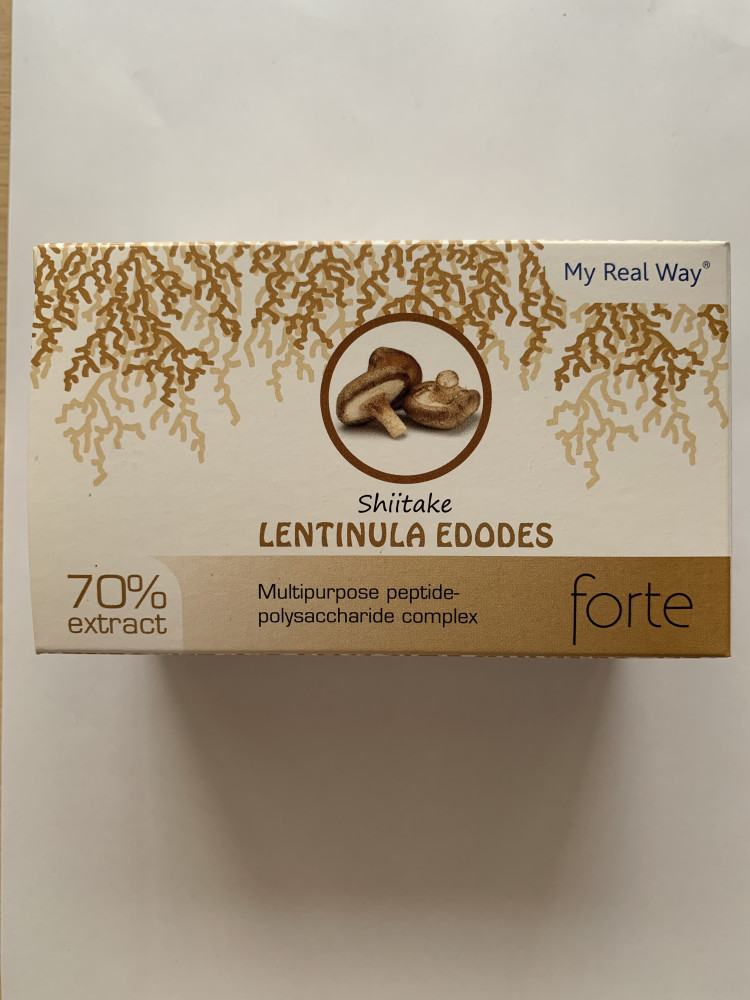 My Real Way®
Shiitake
LENTINULA EDODES
70%
extract
Multipurpose peptide-
polysaccharide complex
forte